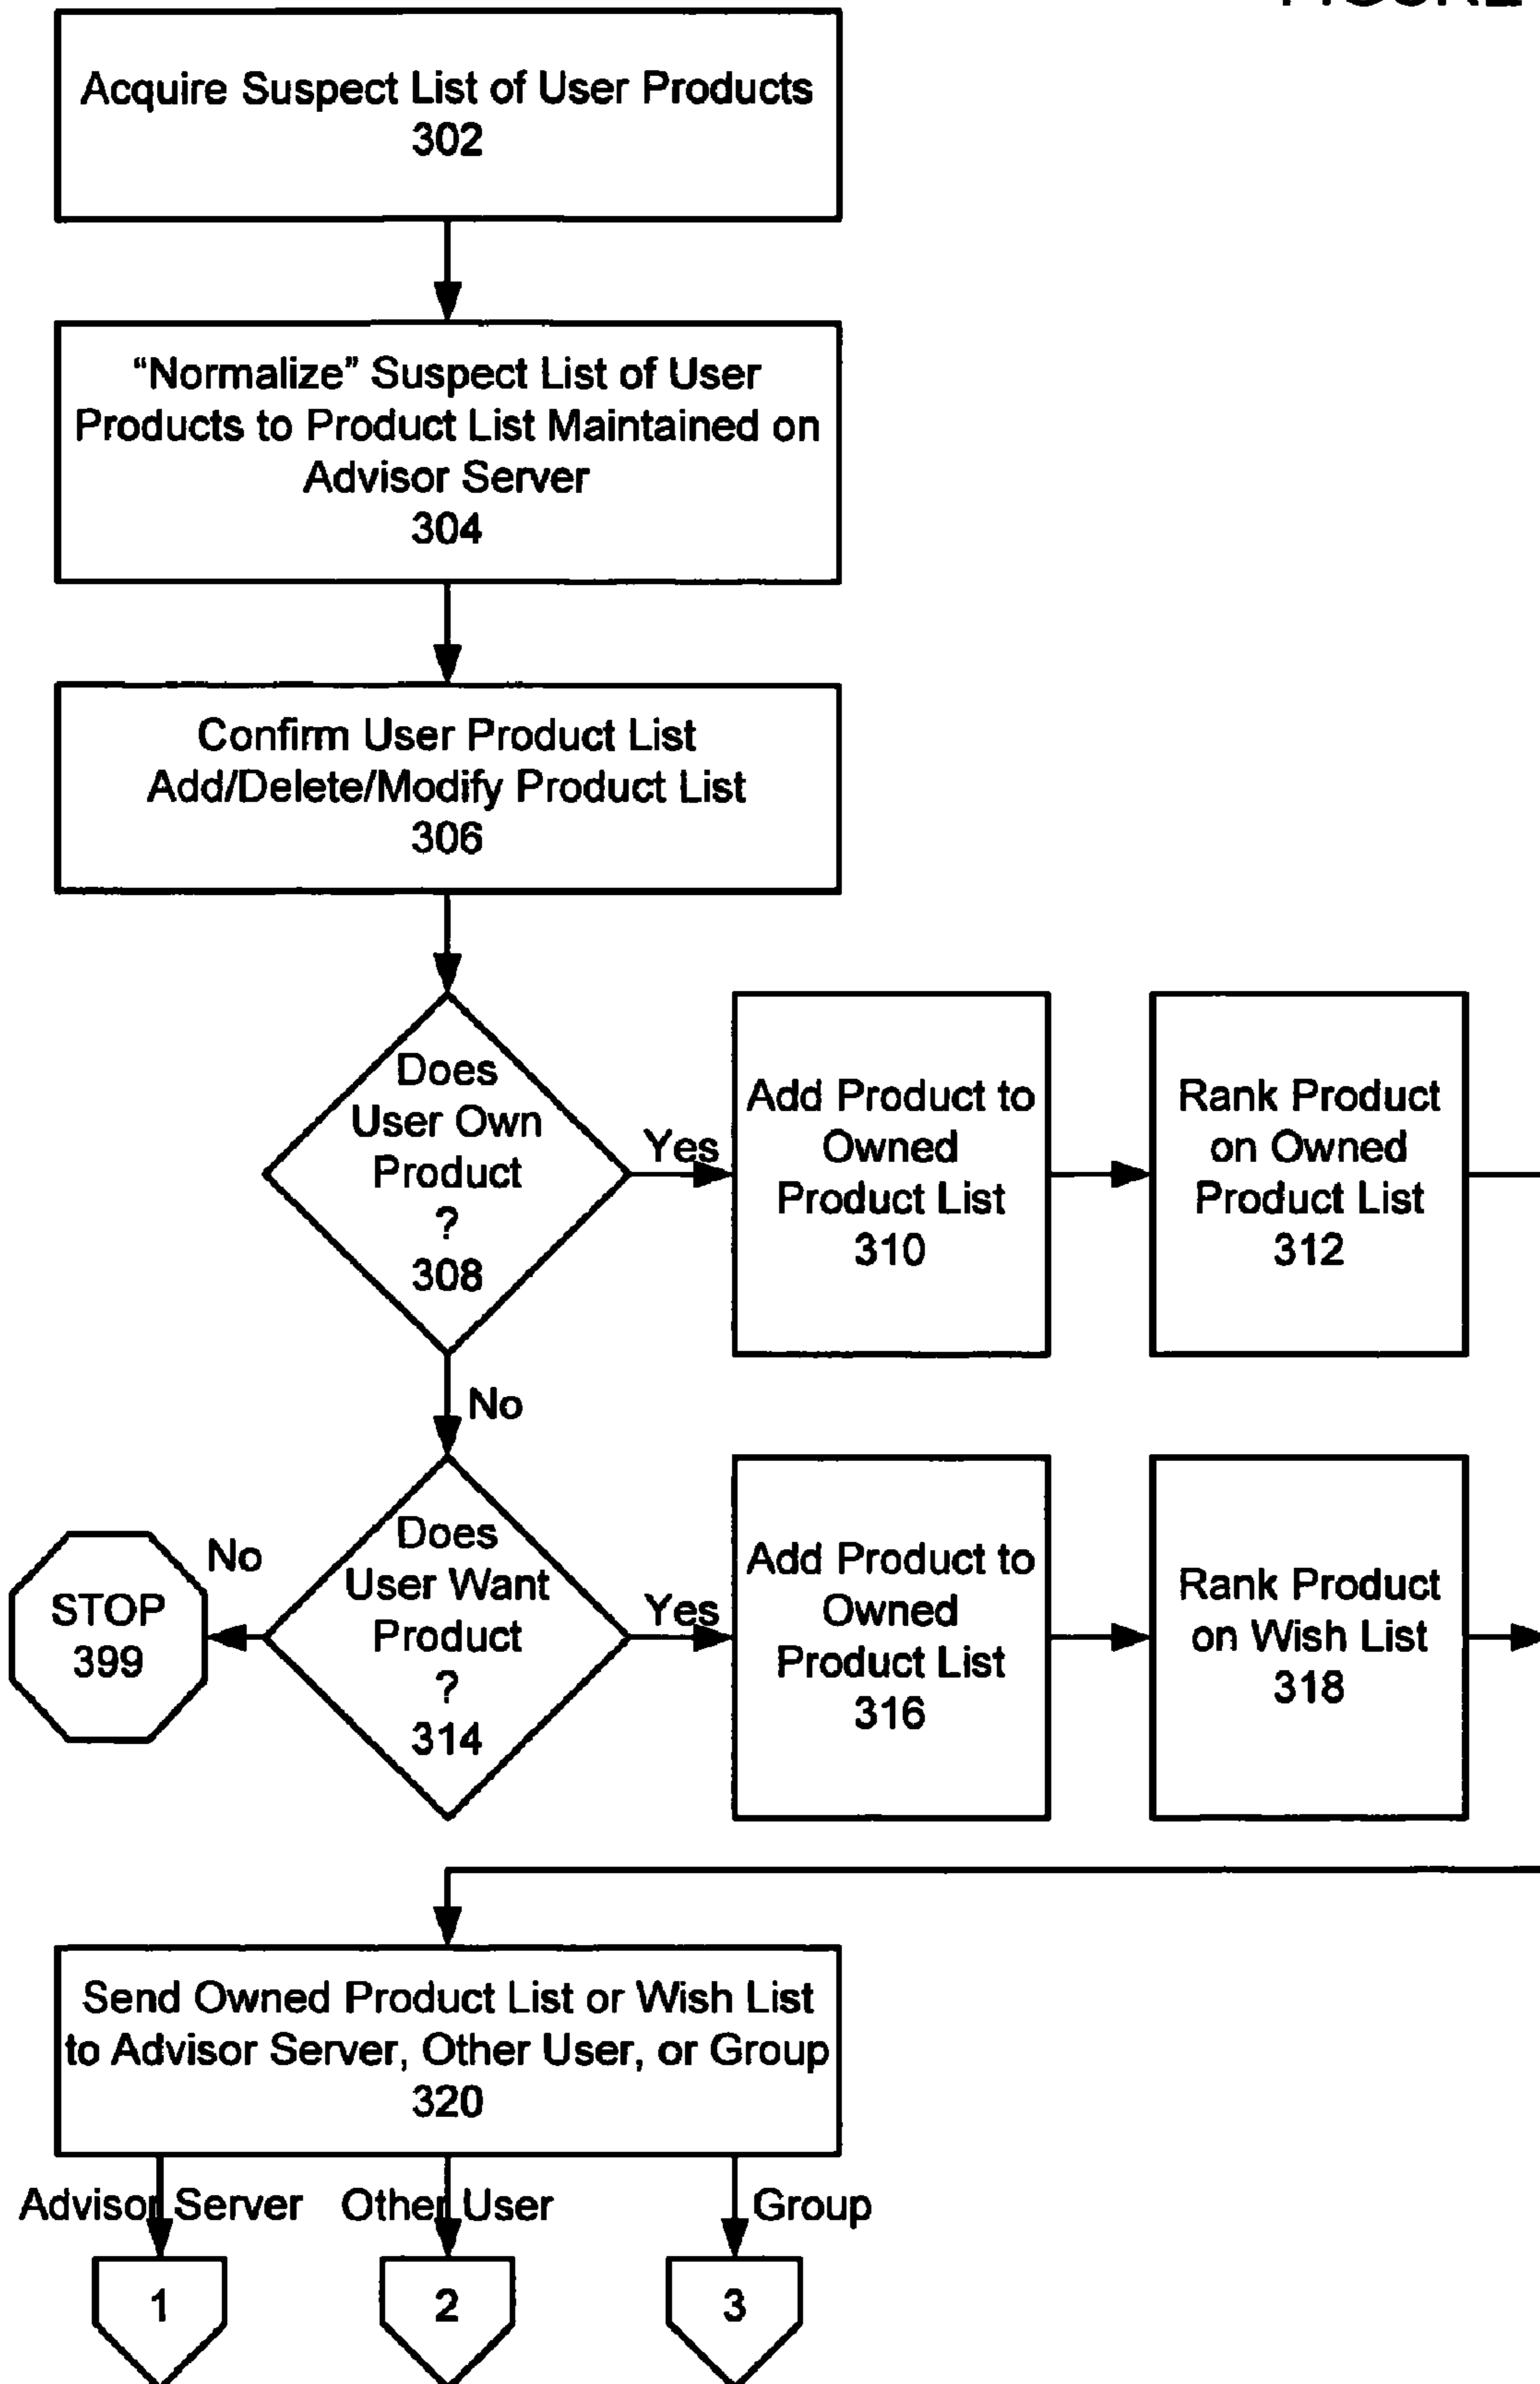 Acquire Suspect List of User Products
302
“Normalize” Suspect List of User
Products to Product List Maintained on
Advisor Server
304
Confirm User Product List
Add/Delete/Modify Product List
306
Does
User Own
Product
?
308
Yes
Add Product to
Owned
Product List
310
Rank Product
on Owned
Product List
312
No
Does
User Want
Product
?
314
No
STOP
399
Yes
Add Product to
Owned
Product List
316
Rank Product
on Wish List
318
Send Owned Product List or Wish List
to Advisor Server, Other User, or Group
320
Advisor Server
Other User
Group
1
2
3